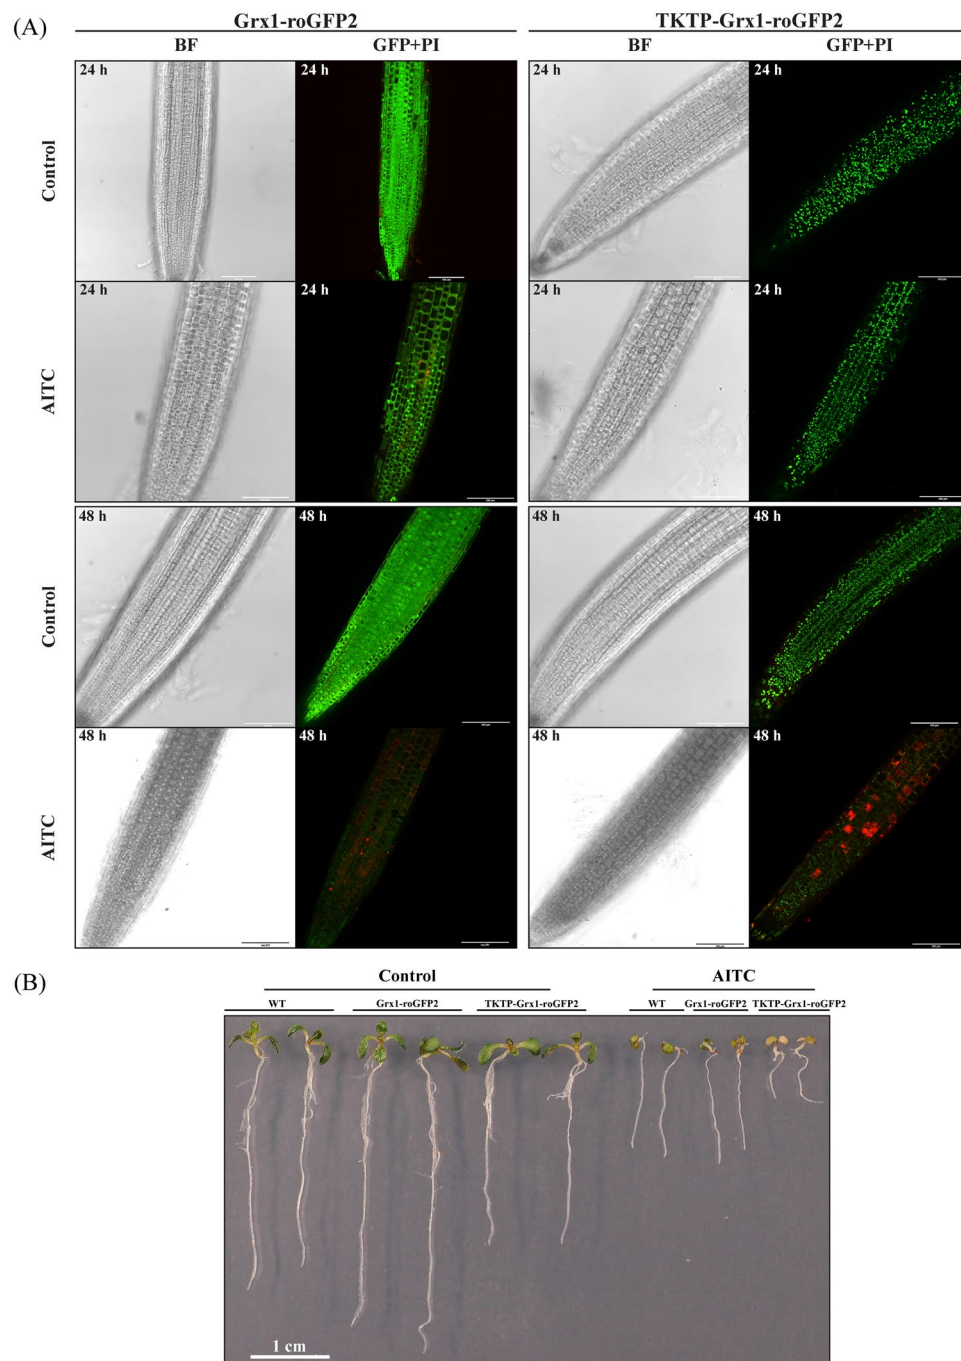 (A)
Grx1-roGFP2 TKTP-Grx1-roGFP2
BF GFP+PI BF GFP+PI
Control
24 h 24 h 24 h 24 h
AITC
24 h 24 h 24 h 24 h
Control
48 h 48 h 48 h 48 h
AITC
48 h 48 h 48 h 48 h
(B)
Control AITC
WT Grx1-roGFP2 TKTP-Grx1-roGFP2 WT Grx1-roGFP2 TKTP-Grx1-roGFP2
1 cm